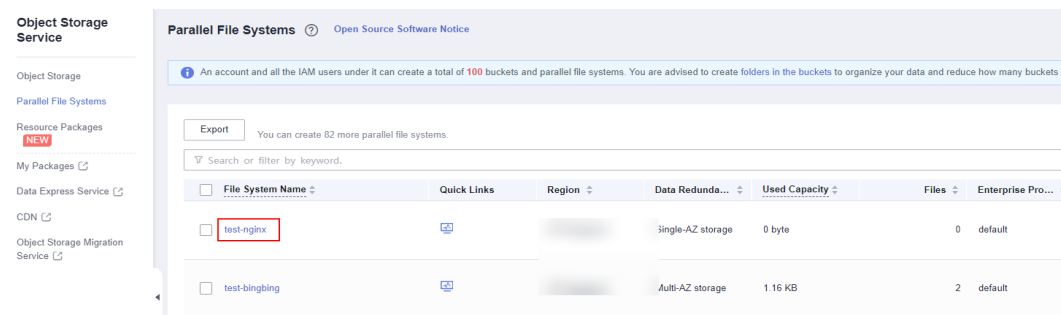 Object Storage
Service
Object Storage
Parallel File Systems
Resource Packages
NEW
My Packages
Data Express Service
CDN
Object Storage Migration
Service
Parallel File Systems ? Open Source Software Notice
An account and all the IAM users under it can create a total of 100 buckets and parallel file systems. You are advised to create folders in the buckets to organize your data and reduce how many buckets
Export You can create 82 more parallel file systems.
Search or filter by keyword.
File System Name Quick Links Region Data Redunda... Used Capacity Files Enterprise Pro...
test-nginx Single-AZ storage 0 byte 0 default
test-bingbing Multi-AZ storage 1.16 KB 2 default